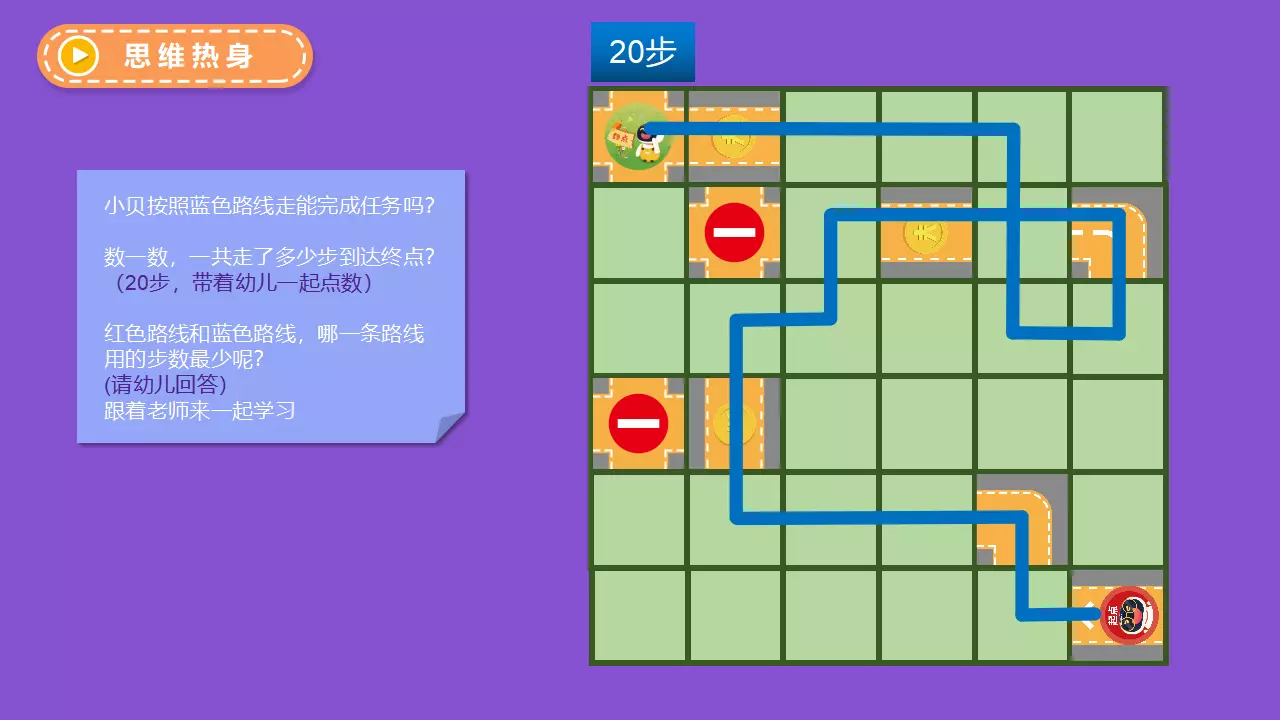 思维热身
20步
小贝按照蓝色路线走能完成任务吗？
数一数，一共走了多少步到达终点？
（20步，带着幼儿一起点数）
红色路线和蓝色路线，哪一条路线
用的步数最少呢？
(请幼儿回答)
跟着老师来一起学习
起点